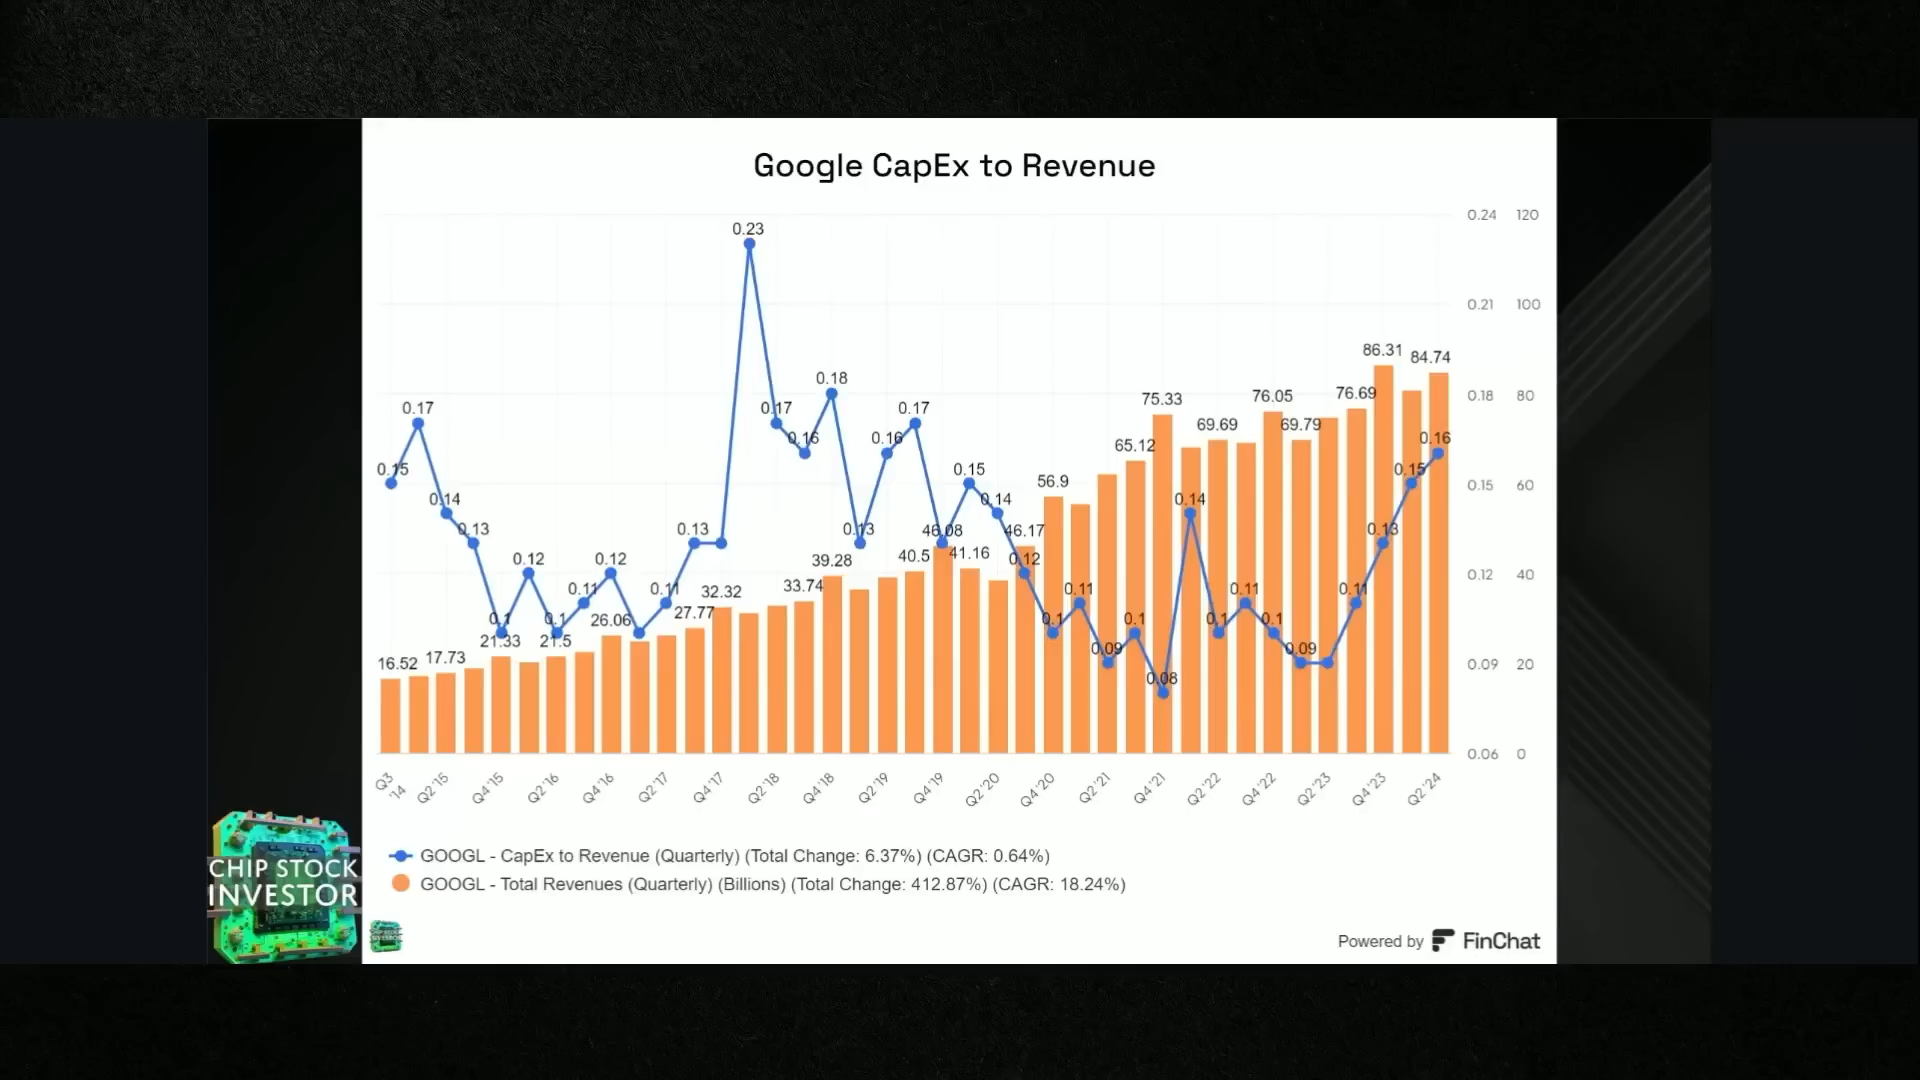 Google CapEx to Revenue
0.23
0.18
0.17
0.17
0.17
0.16
0.16
0.15
0.15
0.14
0.14
0.13
0.13
0.13
0.12
0.12
0.11
0.11
0.1
0.1
0.12
0.1
0.11
0.09
0.1
0.08
0.14
0.1
0.11
0.1
0.09
0.11
0.13
0.15
0.16
16.52
17.73
21.33
21.5
26.06
27.77
32.32
33.74
39.28
40.5
46.08
41.16
46.17
56.9
65.12
75.33
69.69
76.05
69.79
76.69
86.31
84.74
0.24 120
0.21 100
0.18 80
0.15 60
0.12 40
0.09 20
0.06 0
Q3 '14
Q2 '15
Q4 '15
Q2 '16
Q4 '16
Q2 '17
Q4 '17
Q2 '18
Q4 '18
Q2 '19
Q4 '19
Q2 '20
Q4 '20
Q2 '21
Q4 '21
Q2 '22
Q4 '22
Q2 '23
Q4 '23
Q2 '24
GOOGL - CapEx to Revenue (Quarterly) (Total Change: 6.37%) (CAGR: 0.64%)
GOOGL - Total Revenues (Quarterly) (Billions) (Total Change: 412.87%) (CAGR: 18.24%)
CHIP STOCK
INVESTOR
Powered by FinChat